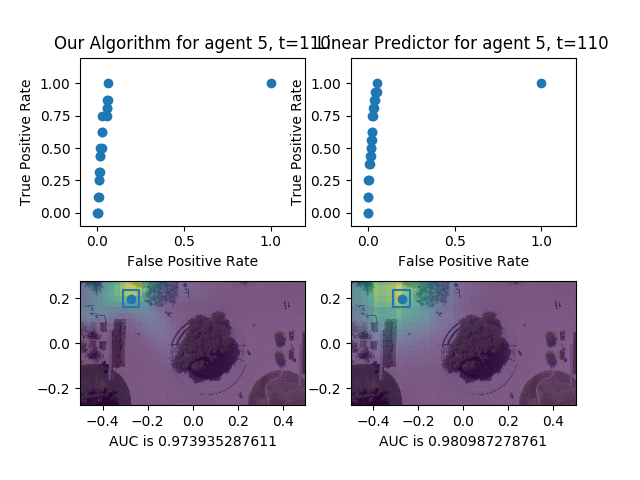 Our Algorithm for agent 5, t=110
Linear Predictor for agent 5, t=110
True Positive Rate
1.00
0.75
0.50
0.25
0.00
0.0 0.5 1.0
False Positive Rate
True Positive Rate
1.00
0.75
0.50
0.25
0.00
0.0 0.5 1.0
False Positive Rate
0.2
0.0
−0.2
−0.4 −0.2 0.0 0.2 0.4
AUC is 0.973935287611
0.2
0.0
−0.2
−0.4 −0.2 0.0 0.2 0.4
AUC is 0.980987278761